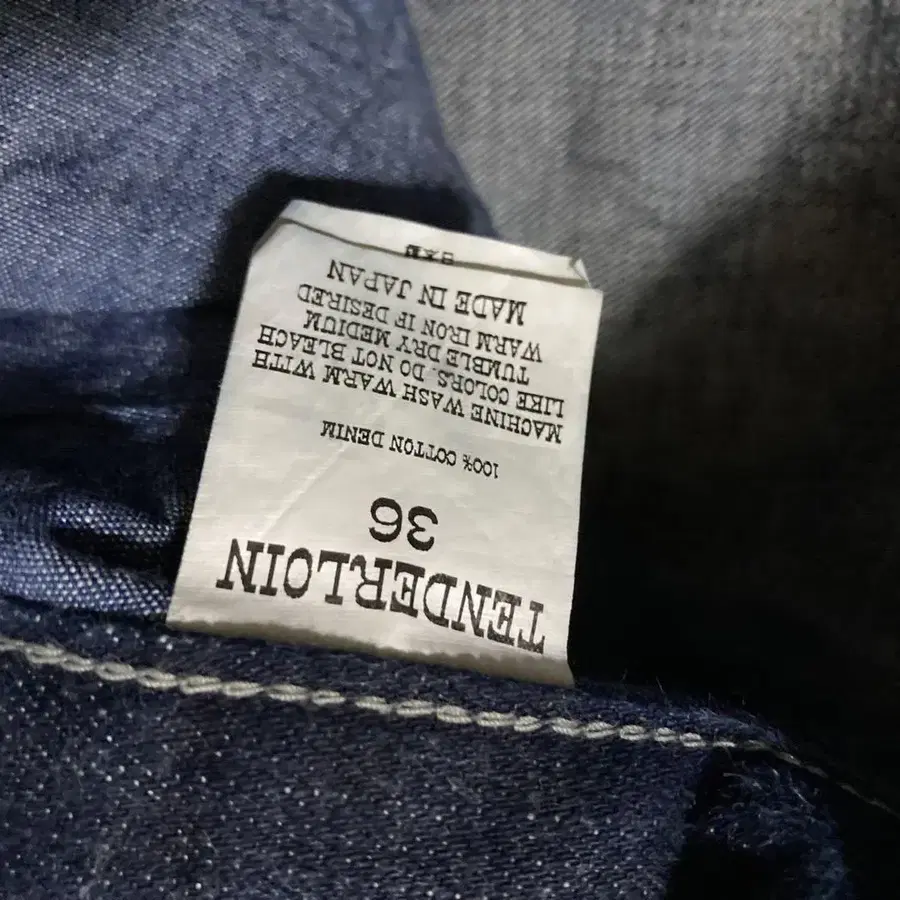 TENDERLOIN
36
100% COTTON DENIM
MACHINE WASH WARM WITH
LIKE COLORS. DO NOT BLEACH
TUMBLE DRY MEDIUM
WARM IRON IF DESIRED
MADE IN JAPAN